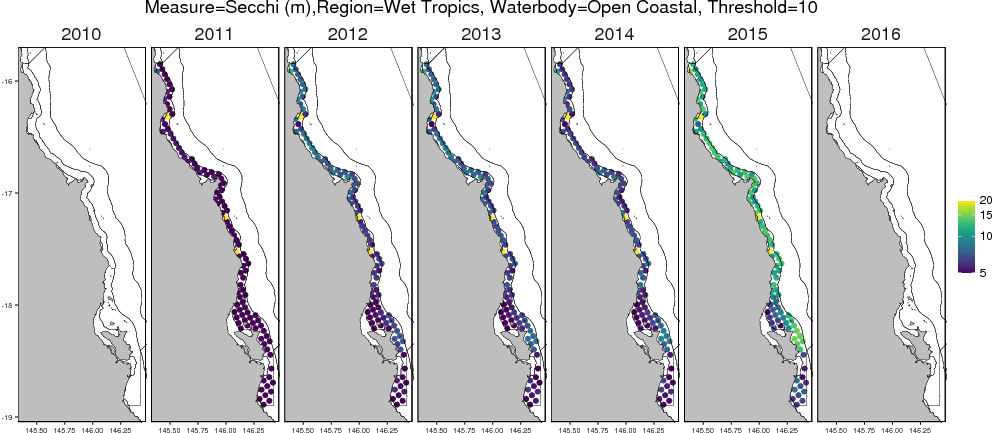 Measure=Secchi (m),Region=Wet Tropics, Waterbody=Open Coastal, Threshold=10
2010 2011 2012 2013 2014 2015 2016
-16
-17
-18
-19
20
15
10
5
145.50 145.75 146.00 146.25 145.50 145.75 146.00 146.25 145.50 145.75 146.00 146.25 145.50 145.75 146.00 146.25 145.50 145.75 146.00 146.25 145.50 145.75 146.00 146.25 145.50 145.75 146.00 146.25